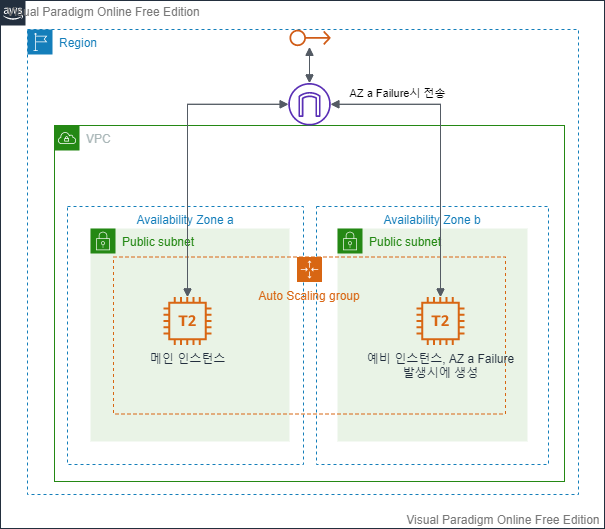 aws
Visual Paradigm Online Free Edition
Region
AZ a Failure시 전송
VPC
Availability Zone a
Availability Zone b
Public subnet
Public subnet
Auto Scaling group
T2
T2
메인 인스턴스
예비 인스턴스, AZ a Failure
발생시에 생성
Visual Paradigm Online Free Edition